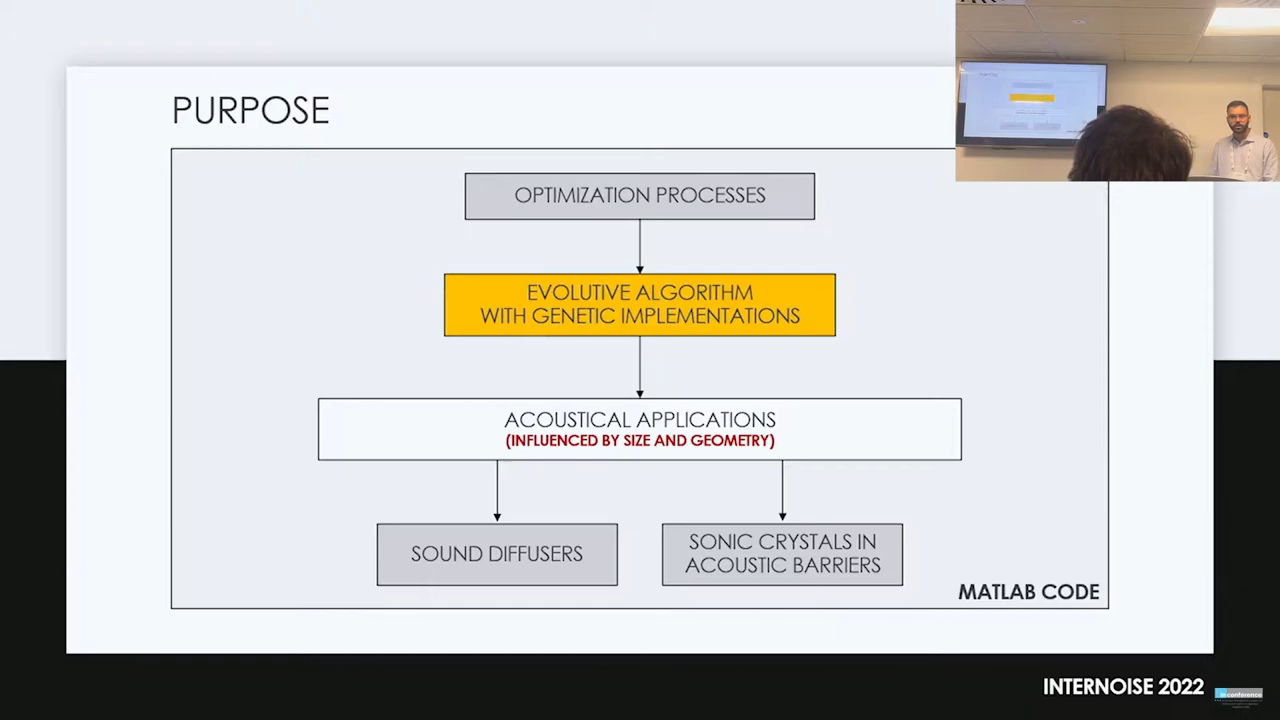 PURPOSE
OPTIMIZATION PROCESSES
EVOLUTIVE ALGORITHM
WITH GENETIC IMPLEMENTATIONS
ACOUSTICAL APPLICATIONS
(INFLUENCED BY SIZE AND GEOMETRY)
SOUND DIFFUSERS
SONIC CRYSTALS IN
ACOUSTIC BARRIERS
MATLAB CODE
INTERNOISE 2022
inconference